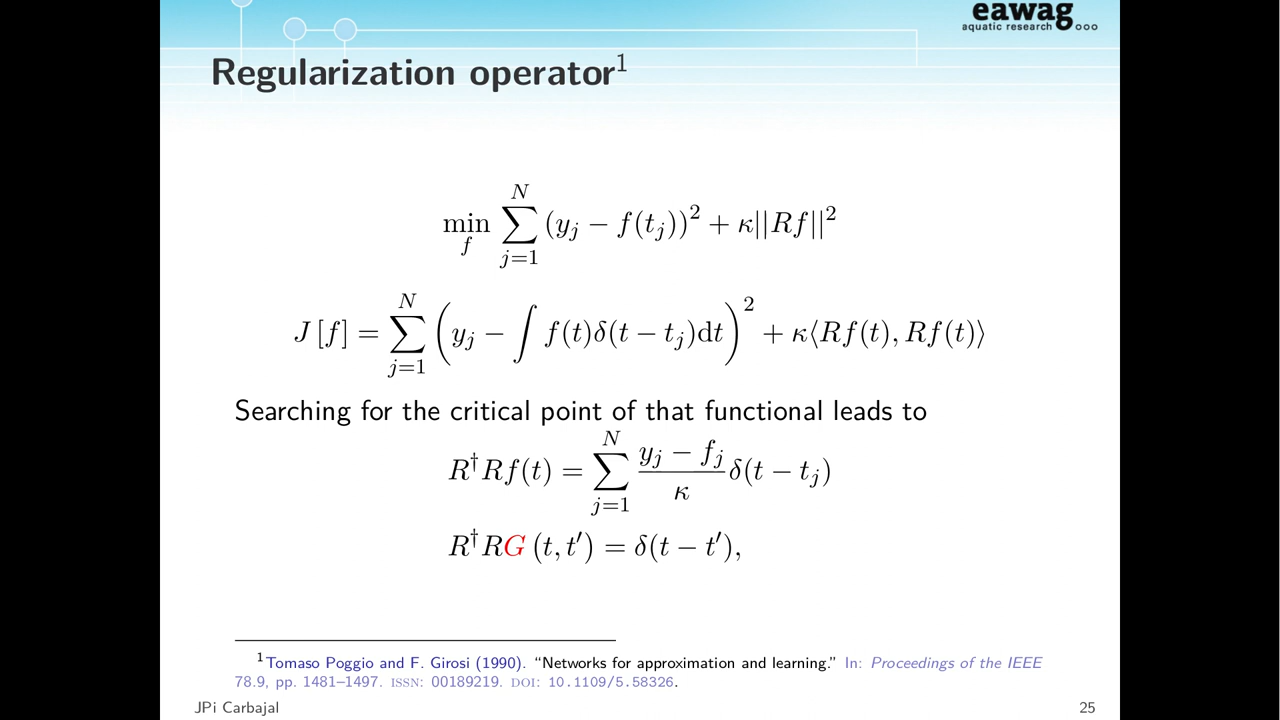 eawag
aquatic research
Regularization operator¹
min_f ∑_{j=1}^{N} (y_j − f(t_j))² + κ||Rf||²
J [f] = ∑_{j=1}^{N} (y_j − ∫ f(t)δ(t − t_j)dt)² + κ⟨Rf(t), Rf(t)⟩
Searching for the critical point of that functional leads to
R†Rf(t) = ∑_{j=1}^{N} (y_j − f_j)/κ δ(t − t_j)
R†RG (t, t′) = δ(t − t′),
¹Tomaso Poggio and F. Girosi (1990). “Networks for approximation and learning.” In: Proceedings of the IEEE
78.9, pp. 1481–1497. ISSN: 00189219. DOI: 10.1109/5.58326.
JPi Carbajal
25